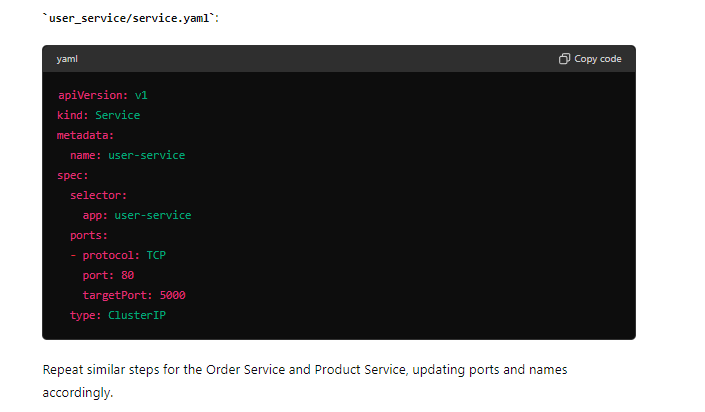 `user_service/service.yaml`:
yaml
Copy code
apiVersion: v1
kind: Service
metadata:
  name: user-service
spec:
  selector:
    app: user-service
  ports:
  - protocol: TCP
    port: 80
    targetPort: 5000
  type: ClusterIP
Repeat similar steps for the Order Service and Product Service, updating ports and names
accordingly.